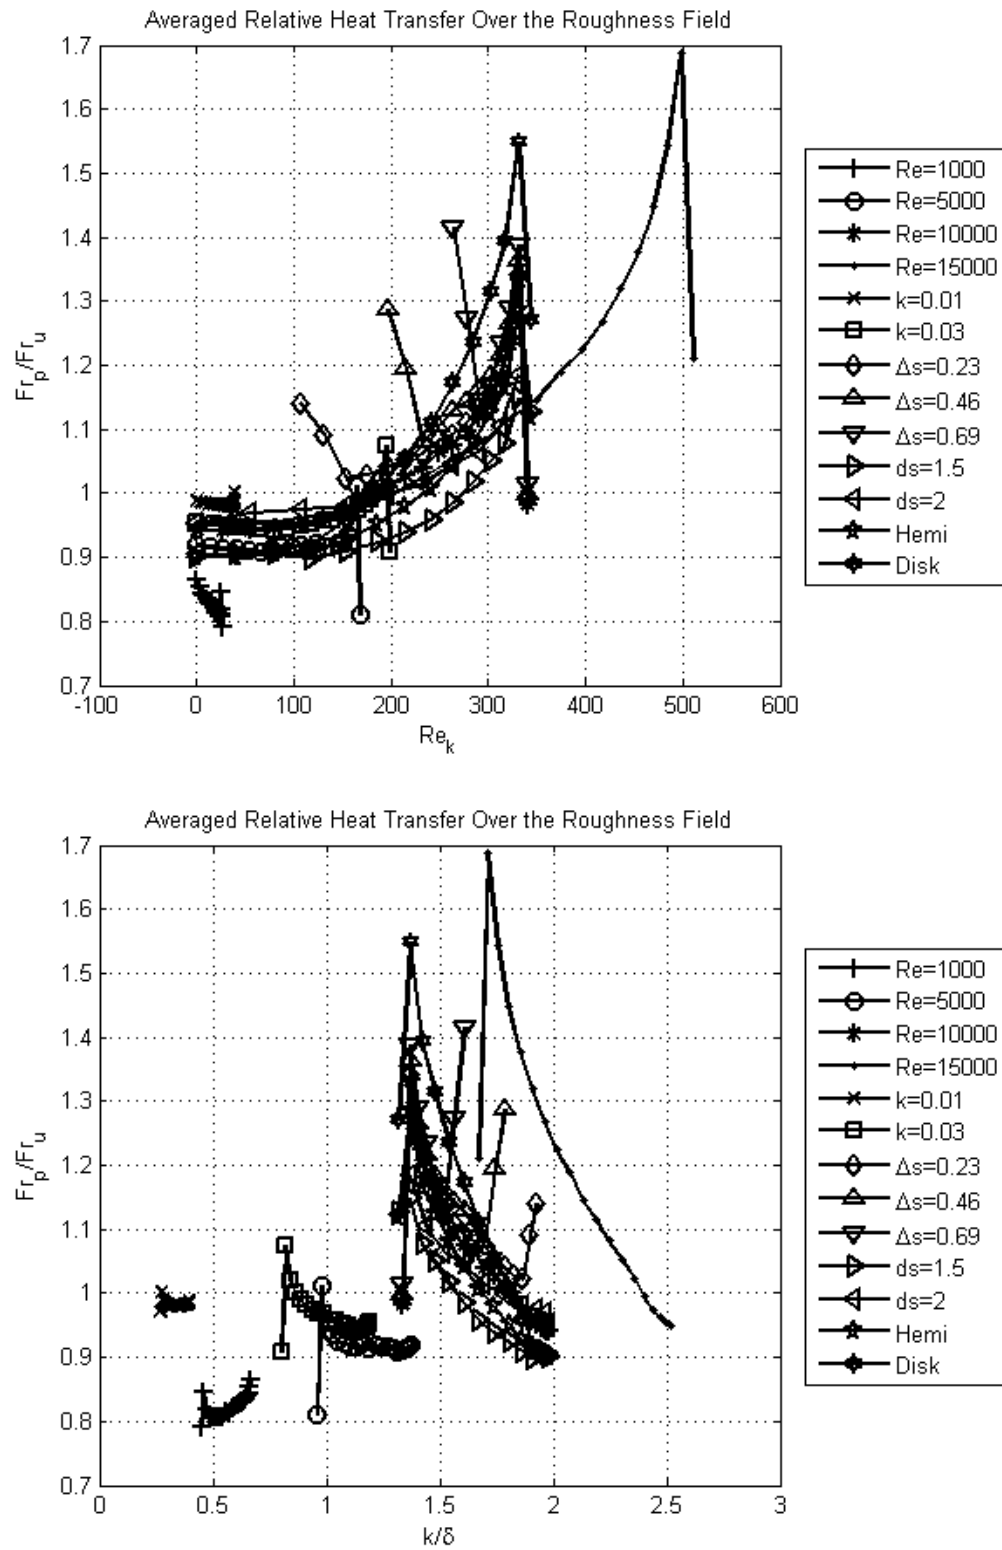 Averaged Relative Heat Transfer Over the Roughness Field
1.7
1.6
1.5
1.4
1.3
1.2
1.1
1
0.9
0.8
0.7
Fr_p/Fr_u
-100 0 100 200 300 400 500 600
Re_k
Re=1000
Re=5000
Re=10000
Re=15000
k=0.01
k=0.03
Δs=0.23
Δs=0.46
Δs=0.69
ds=1.5
ds=2
Hemi
Disk
Averaged Relative Heat Transfer Over the Roughness Field
1.7
1.6
1.5
1.4
1.3
1.2
1.1
1
0.9
0.8
0.7
Fr_p/Fr_u
0 0.5 1 1.5 2 2.5 3
k/δ
Re=1000
Re=5000
Re=10000
Re=15000
k=0.01
k=0.03
Δs=0.23
Δs=0.46
Δs=0.69
ds=1.5
ds=2
Hemi
Disk